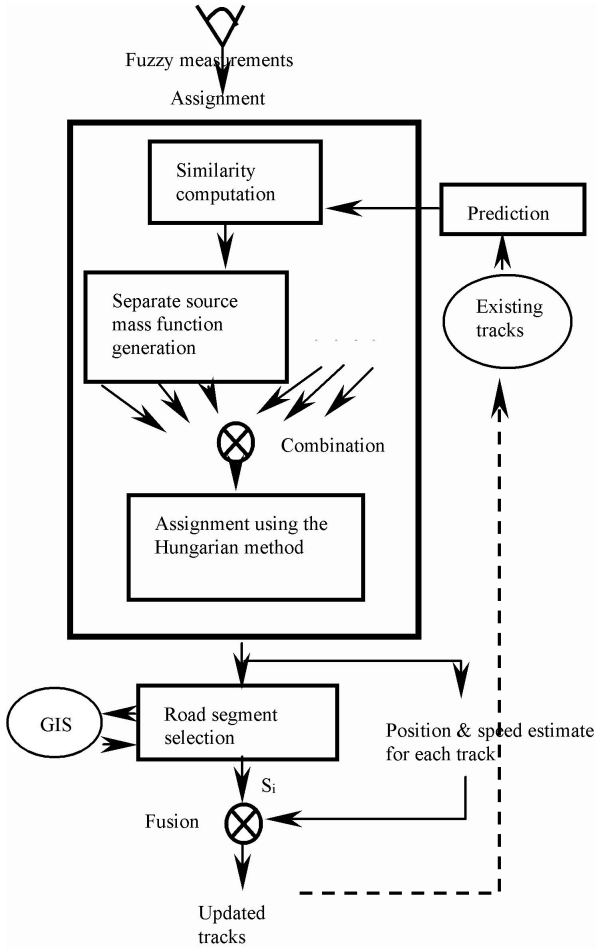 Fuzzy measurements
Assignment
Similarity
computation
Prediction
Separate source
mass function
generation
Existing
tracks
Combination
Assignment using the
Hungarian method
Road segment
selection
GIS
Position & speed estimate
for each track
Si
Fusion
Updated
tracks